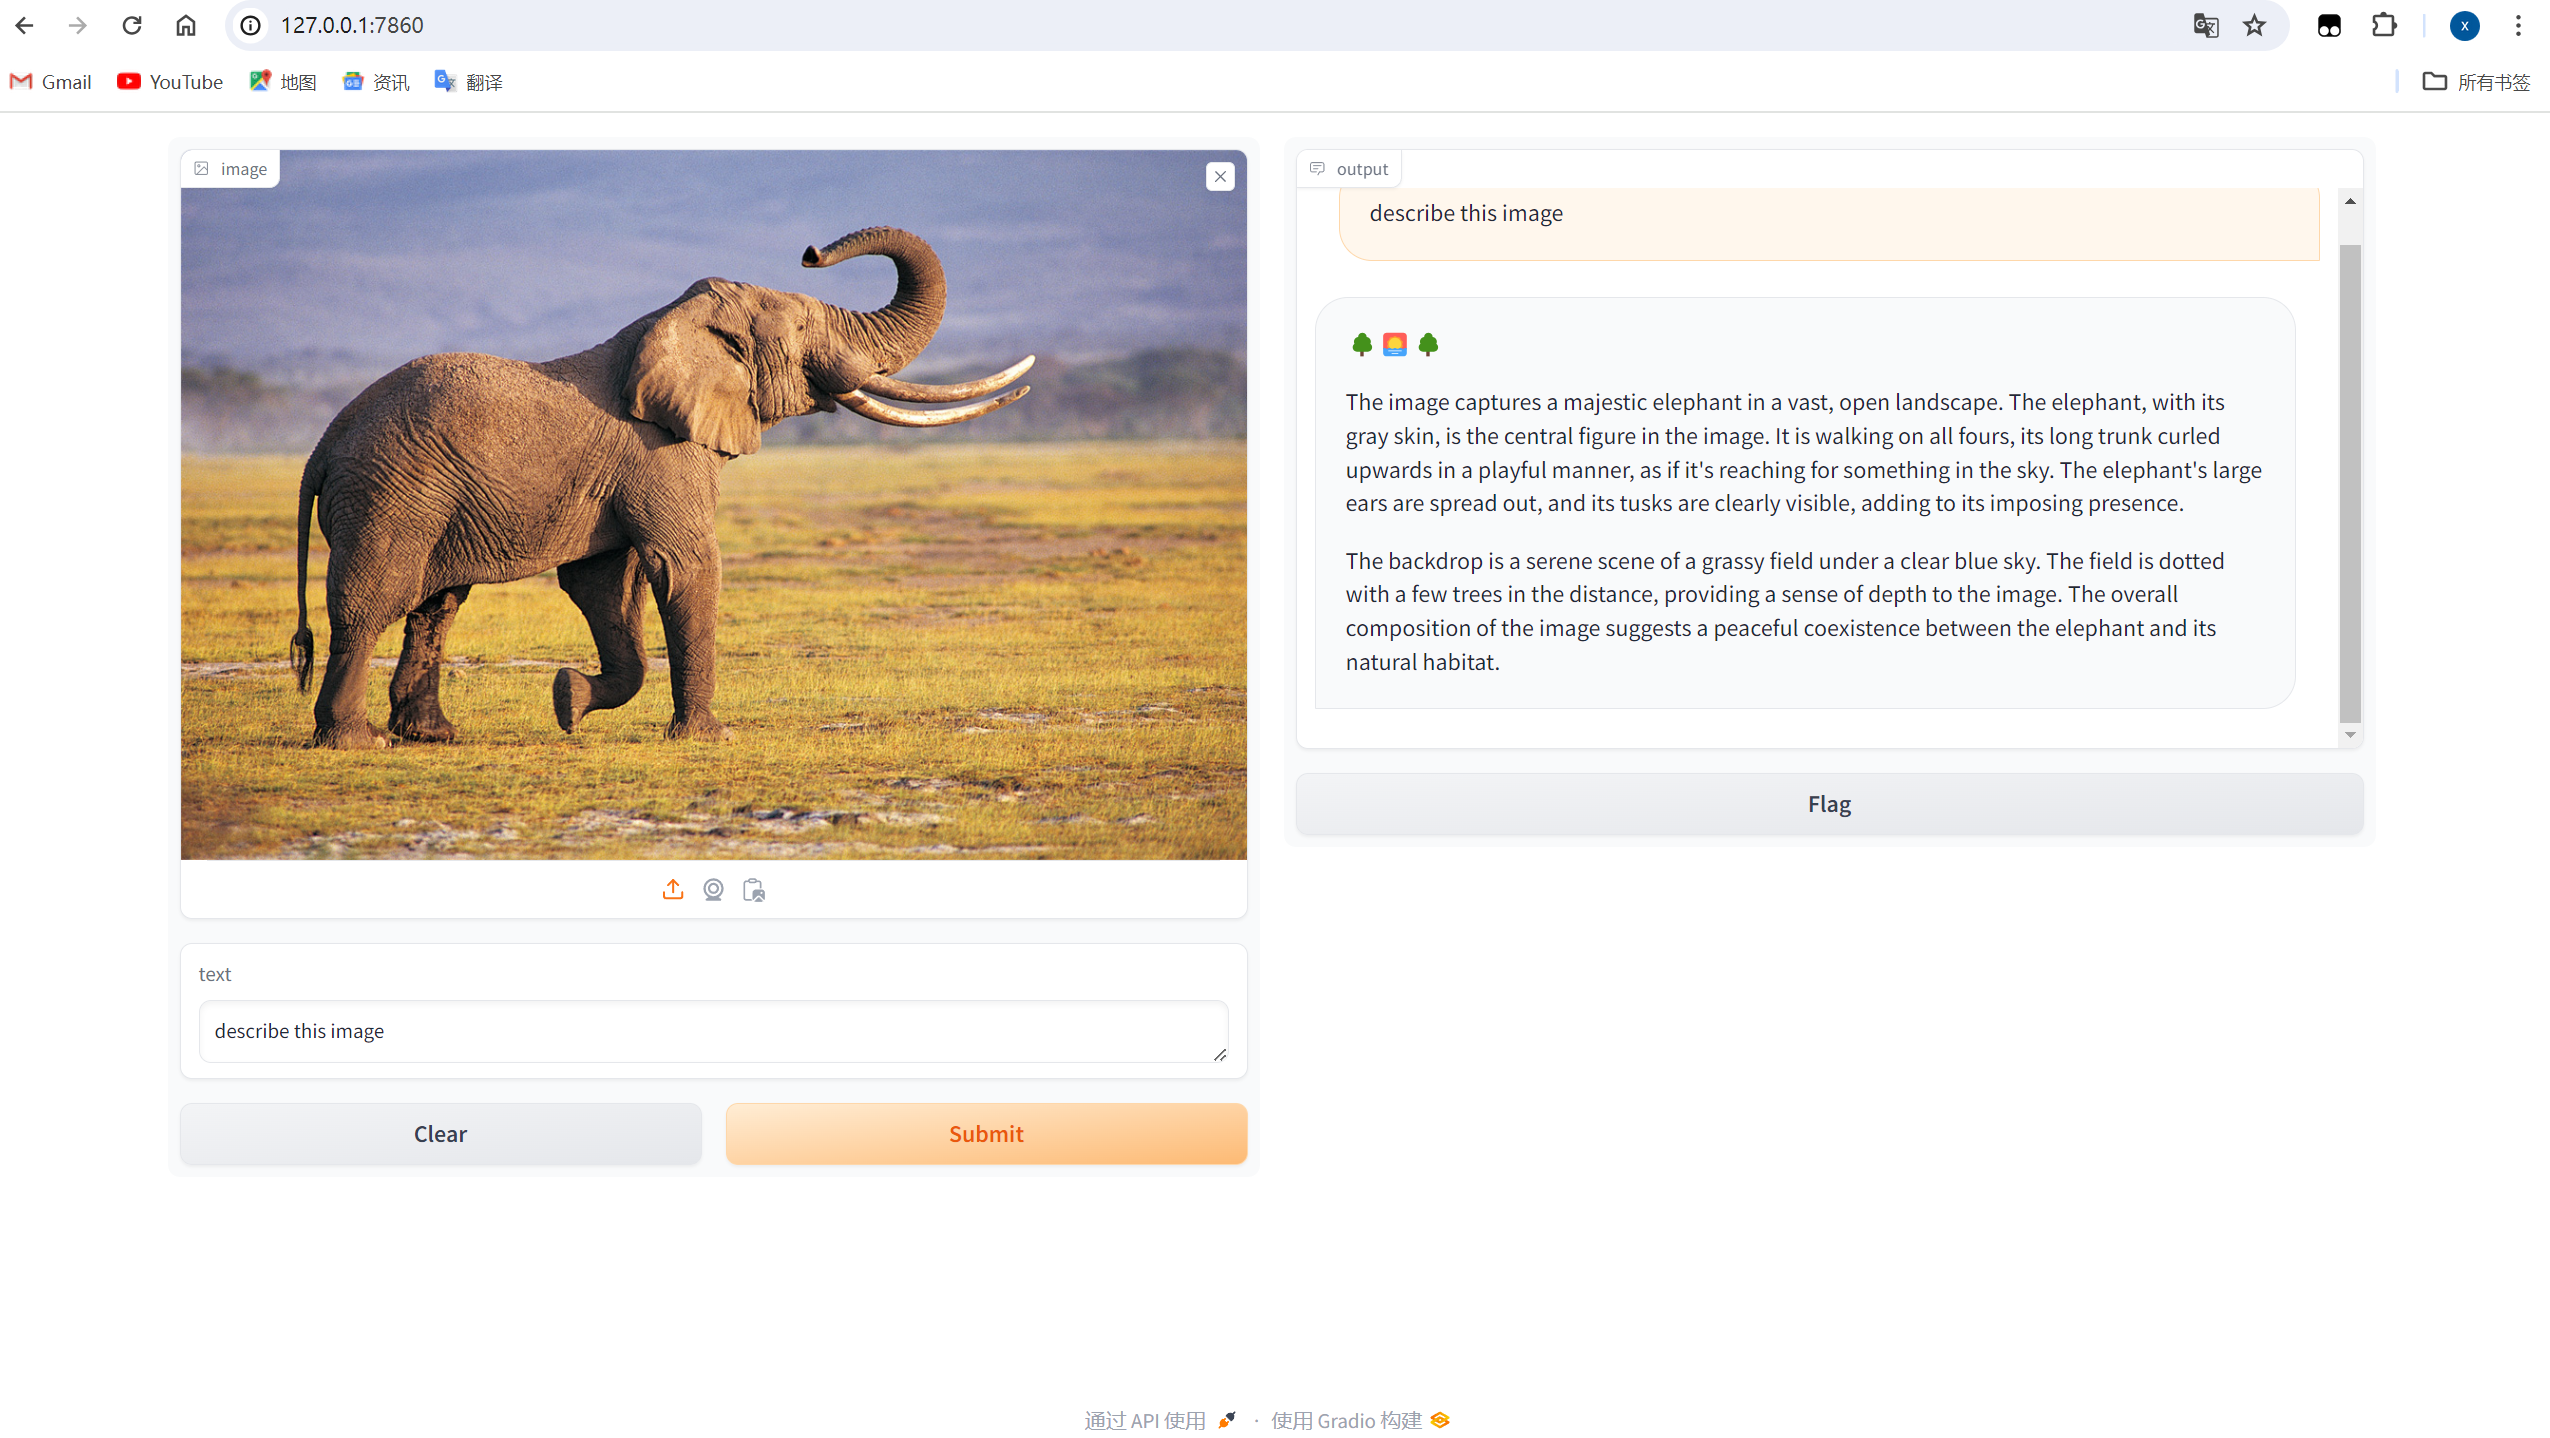 127.0.0.1:7860
X
Gmail
YouTube
地图
资讯
翻译
所有书签
image
output
describe this image
The image captures a majestic elephant in a vast, open landscape. The elephant, with its
gray skin, is the central figure in the image. It is walking on all fours, its long trunk curled
upwards in a playful manner, as if it's reaching for something in the sky. The elephant's large
ears are spread out, and its tusks are clearly visible, adding to its imposing presence.
The backdrop is a serene scene of a grassy field under a clear blue sky. The field is dotted
with a few trees in the distance, providing a sense of depth to the image. The overall
composition of the image suggests a peaceful coexistence between the elephant and its
natural habitat.
Flag
text
describe this image
Clear
Submit
通过 API 使用 · 使用 Gradio 构建